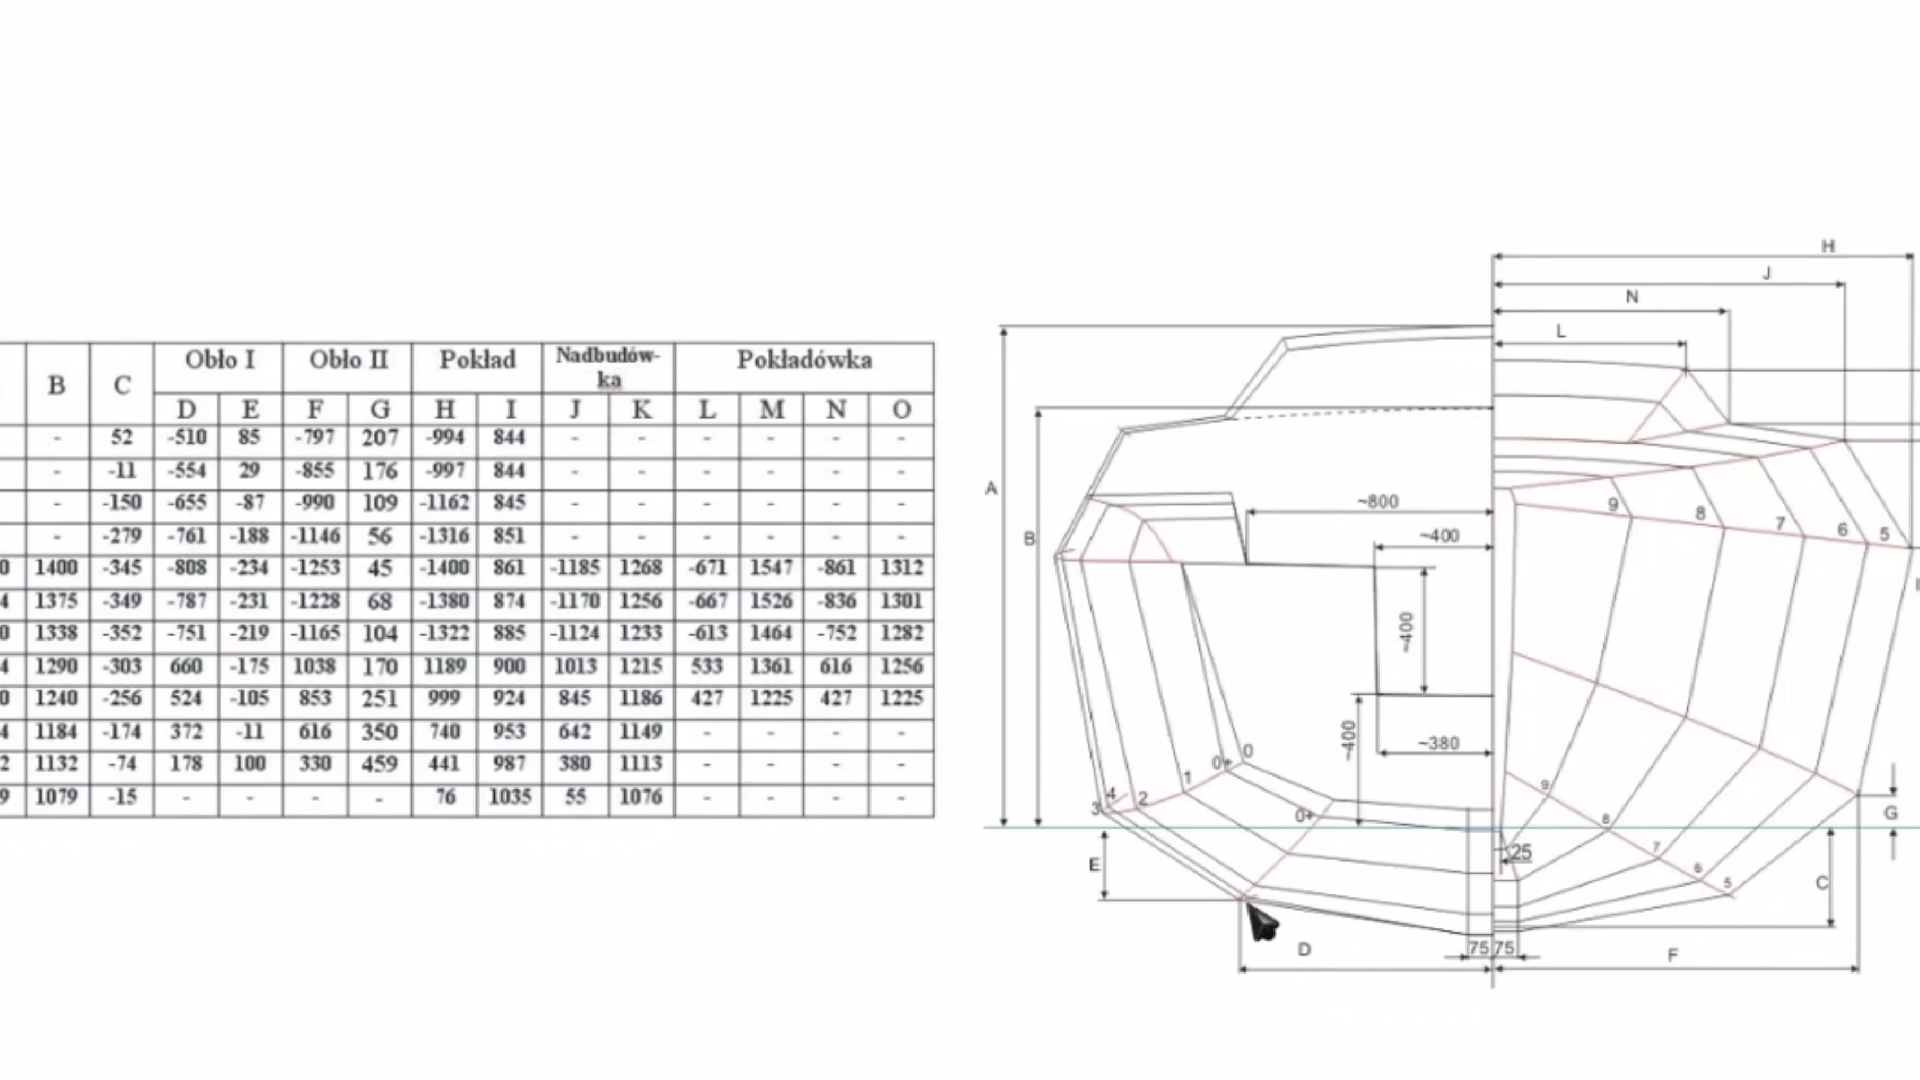 Obło I Obło II Pokład Nadbudów- Pokładówka
B C ka
D E F G H I J K L M N O
- 52 -510 85 -797 207 -994 844 - - - - - -
- -11 -554 29 -855 176 -997 844 - - - - - -
- -150 -655 -87 -990 109 -1162 845 - - - - - -
- -279 -761 -188 -1146 56 -1316 851 - - - - - -
0 1400 -345 -808 -234 -1253 45 -1400 861 -1185 1268 -671 1547 -861 1312
4 1375 -349 -787 -231 -1228 68 -1380 874 -1170 1256 -667 1526 -836 1301
0 1338 -352 -751 -219 -1165 104 -1322 885 -1124 1233 -613 1464 -752 1282
4 1290 -303 660 -175 1038 170 1189 900 1013 1215 533 1361 616 1256
0 1240 -256 524 -105 853 251 999 924 845 1186 427 1225 427 1225
4 1184 -174 372 -11 616 350 740 953 642 1149 - - - -
2 1132 -74 178 100 330 459 441 987 380 1113 - - - -
9 1079 -15 - - - - 76 1035 55 1076 - - - -
H
J
N
L
A
~800
9 8 7 6 5
B ~400
I
~400
~400 ~380
0+ 0
1
4 2
3
0+
9
8
G
25 7
E 6
5 C
D 75 75 F